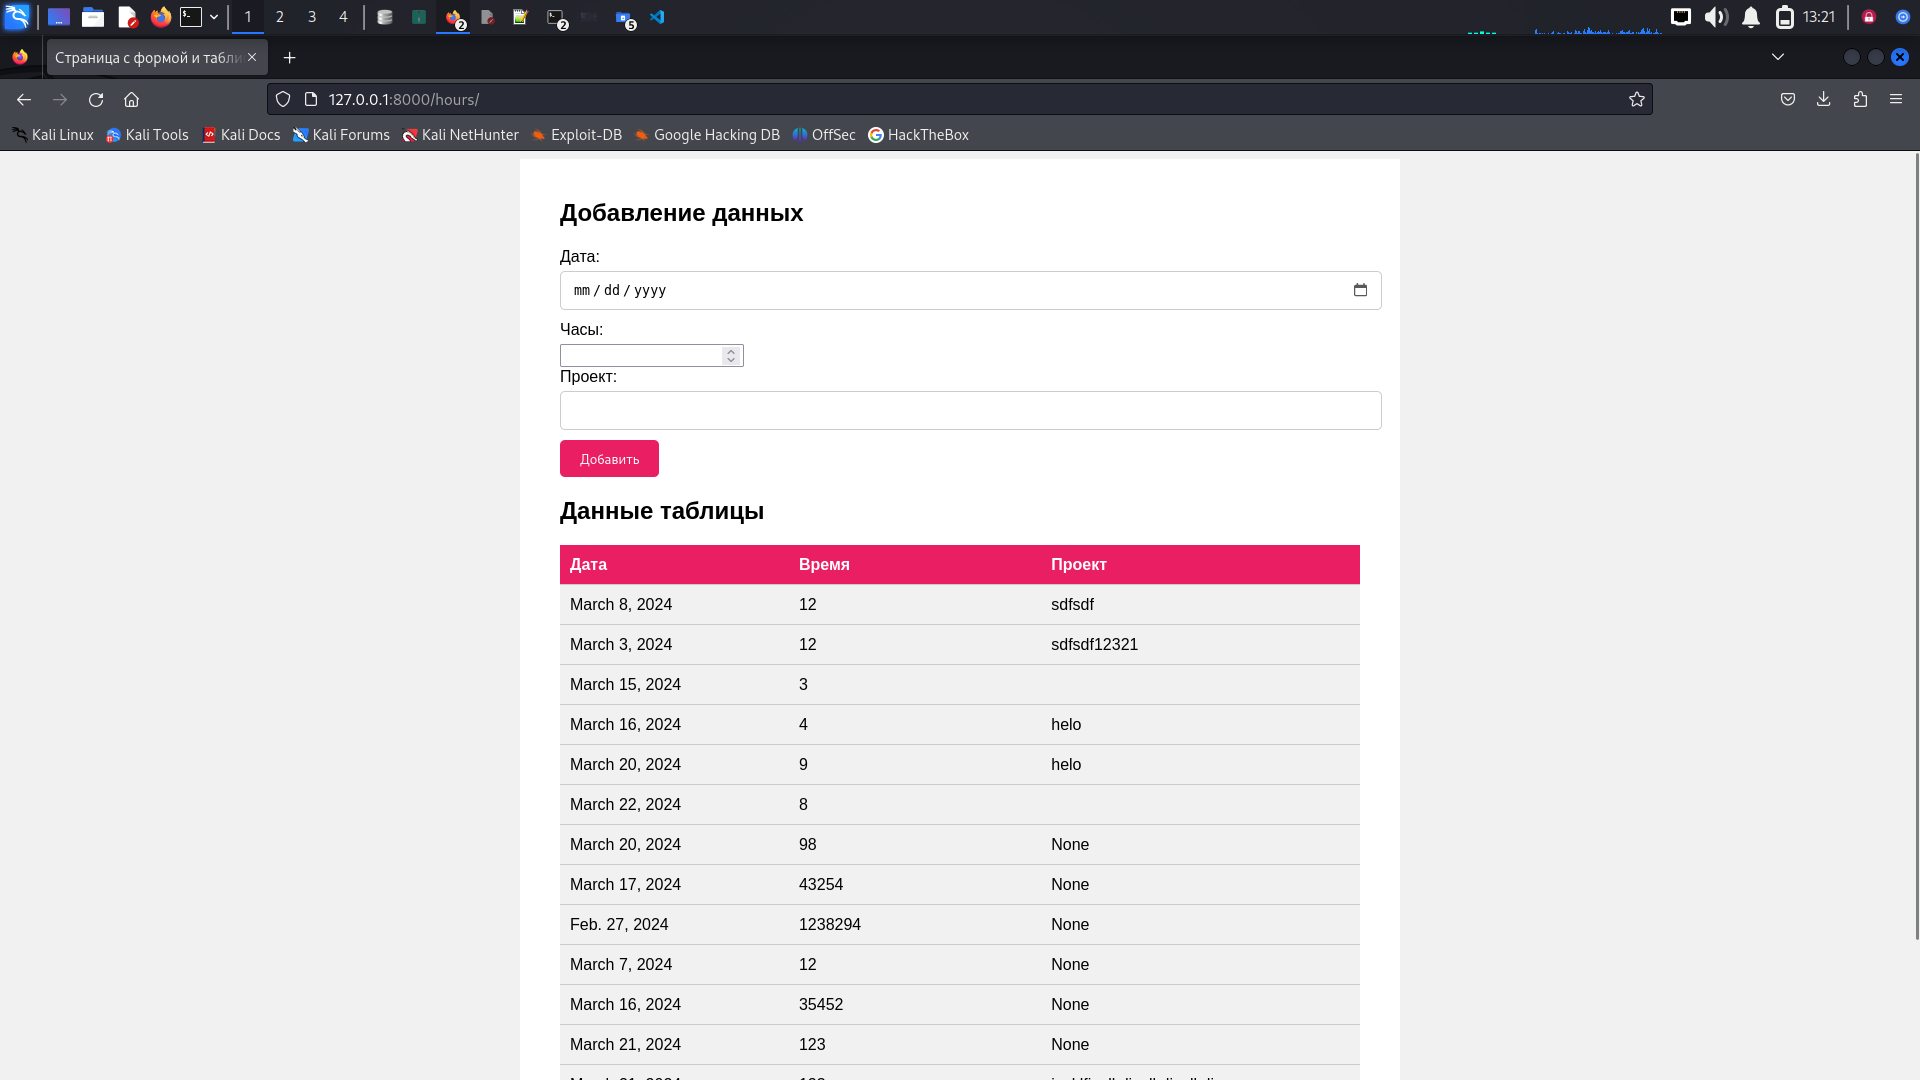 1 2 3 4 2 2 5 13:21
Страница с формой и табли
127.0.0.1:8000/hours/
Kali Linux Kali Tools Kali Docs Kali Forums Kali NetHunter Exploit-DB Google Hacking DB OffSec HackTheBox
Добавление данных
Дата:
mm / dd / yyyy
Часы:
Проект:
Добавить
Данные таблицы
Дата Время Проект
March 8, 2024 12 sdfsdf
March 3, 2024 12 sdfsdf12321
March 15, 2024 3
March 16, 2024 4 helo
March 20, 2024 9 helo
March 22, 2024 8
March 20, 2024 98 None
March 17, 2024 43254 None
Feb. 27, 2024 1238294 None
March 7, 2024 12 None
March 16, 2024 35452 None
March 21, 2024 123 None